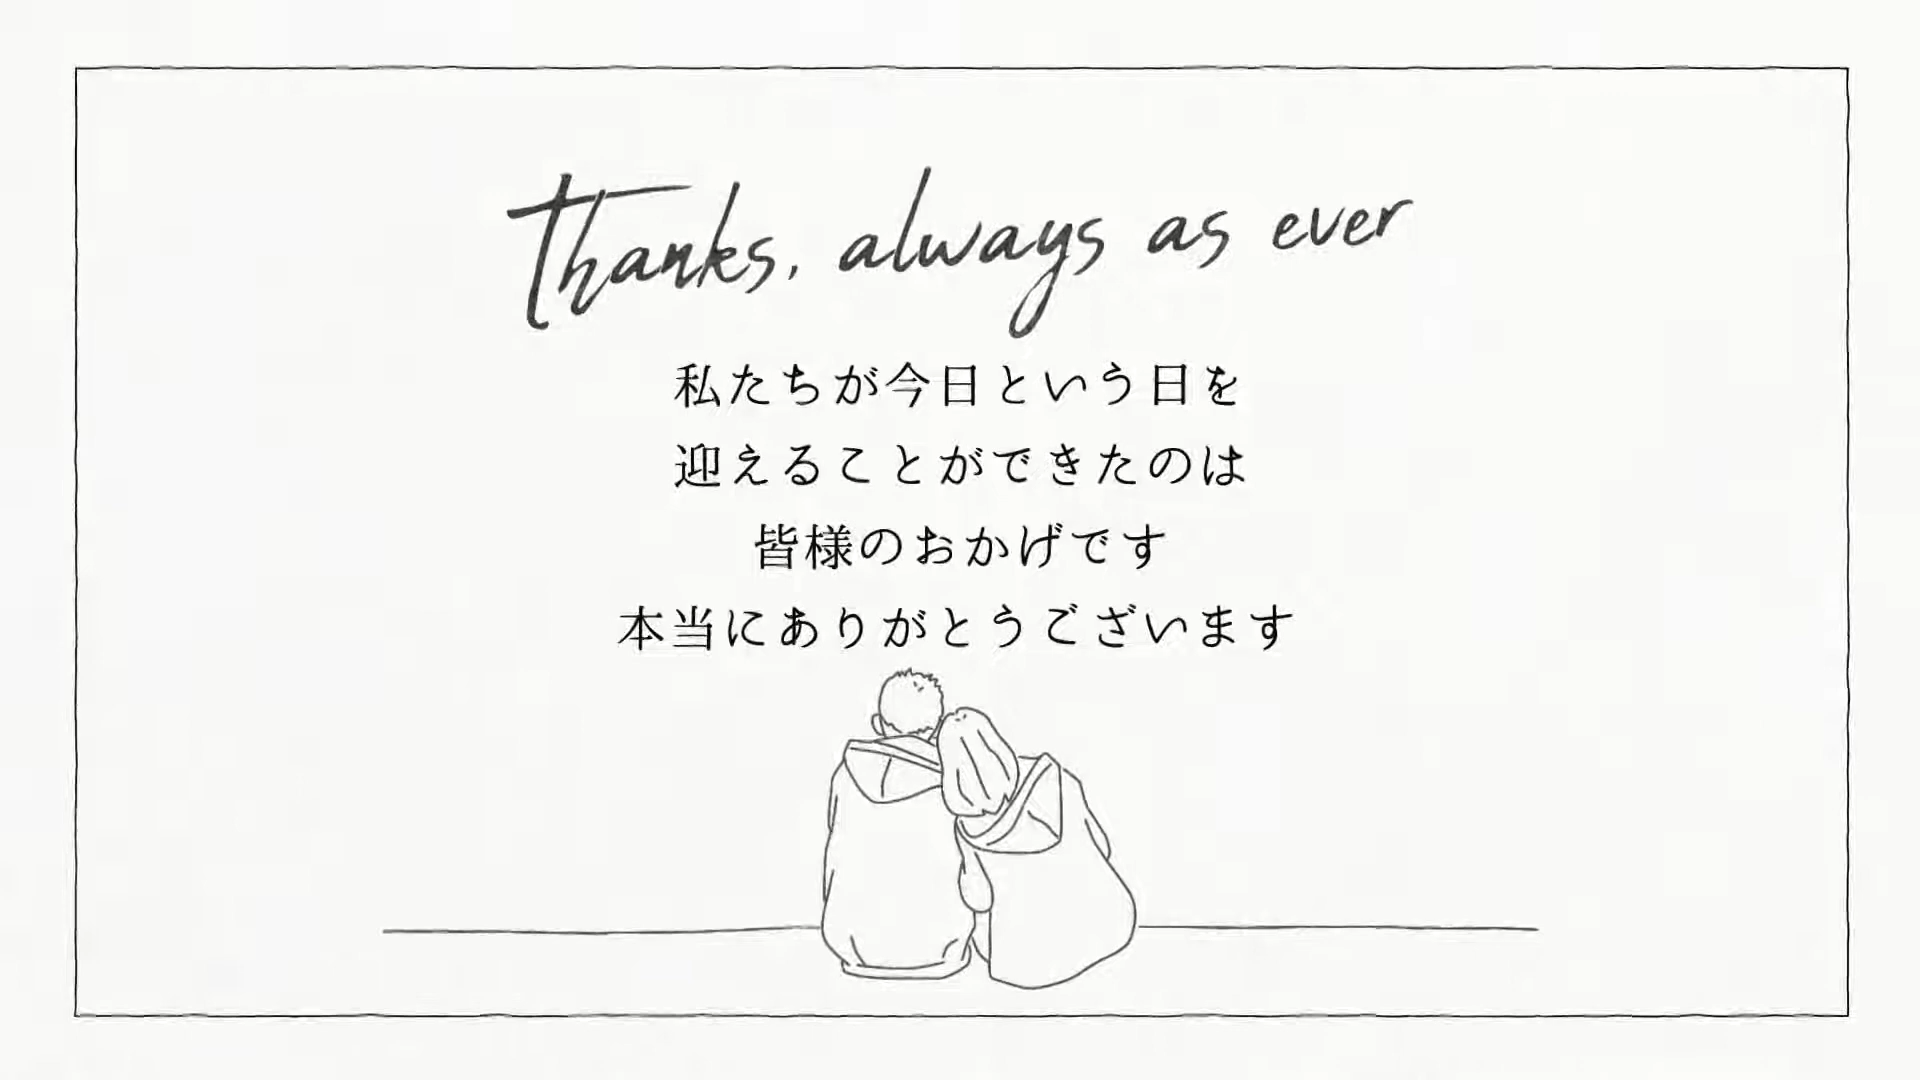 Thanks, always as ever
私たちが今日という日を
迎えることができたのは
皆様のおかげです
本当にありがとうございます